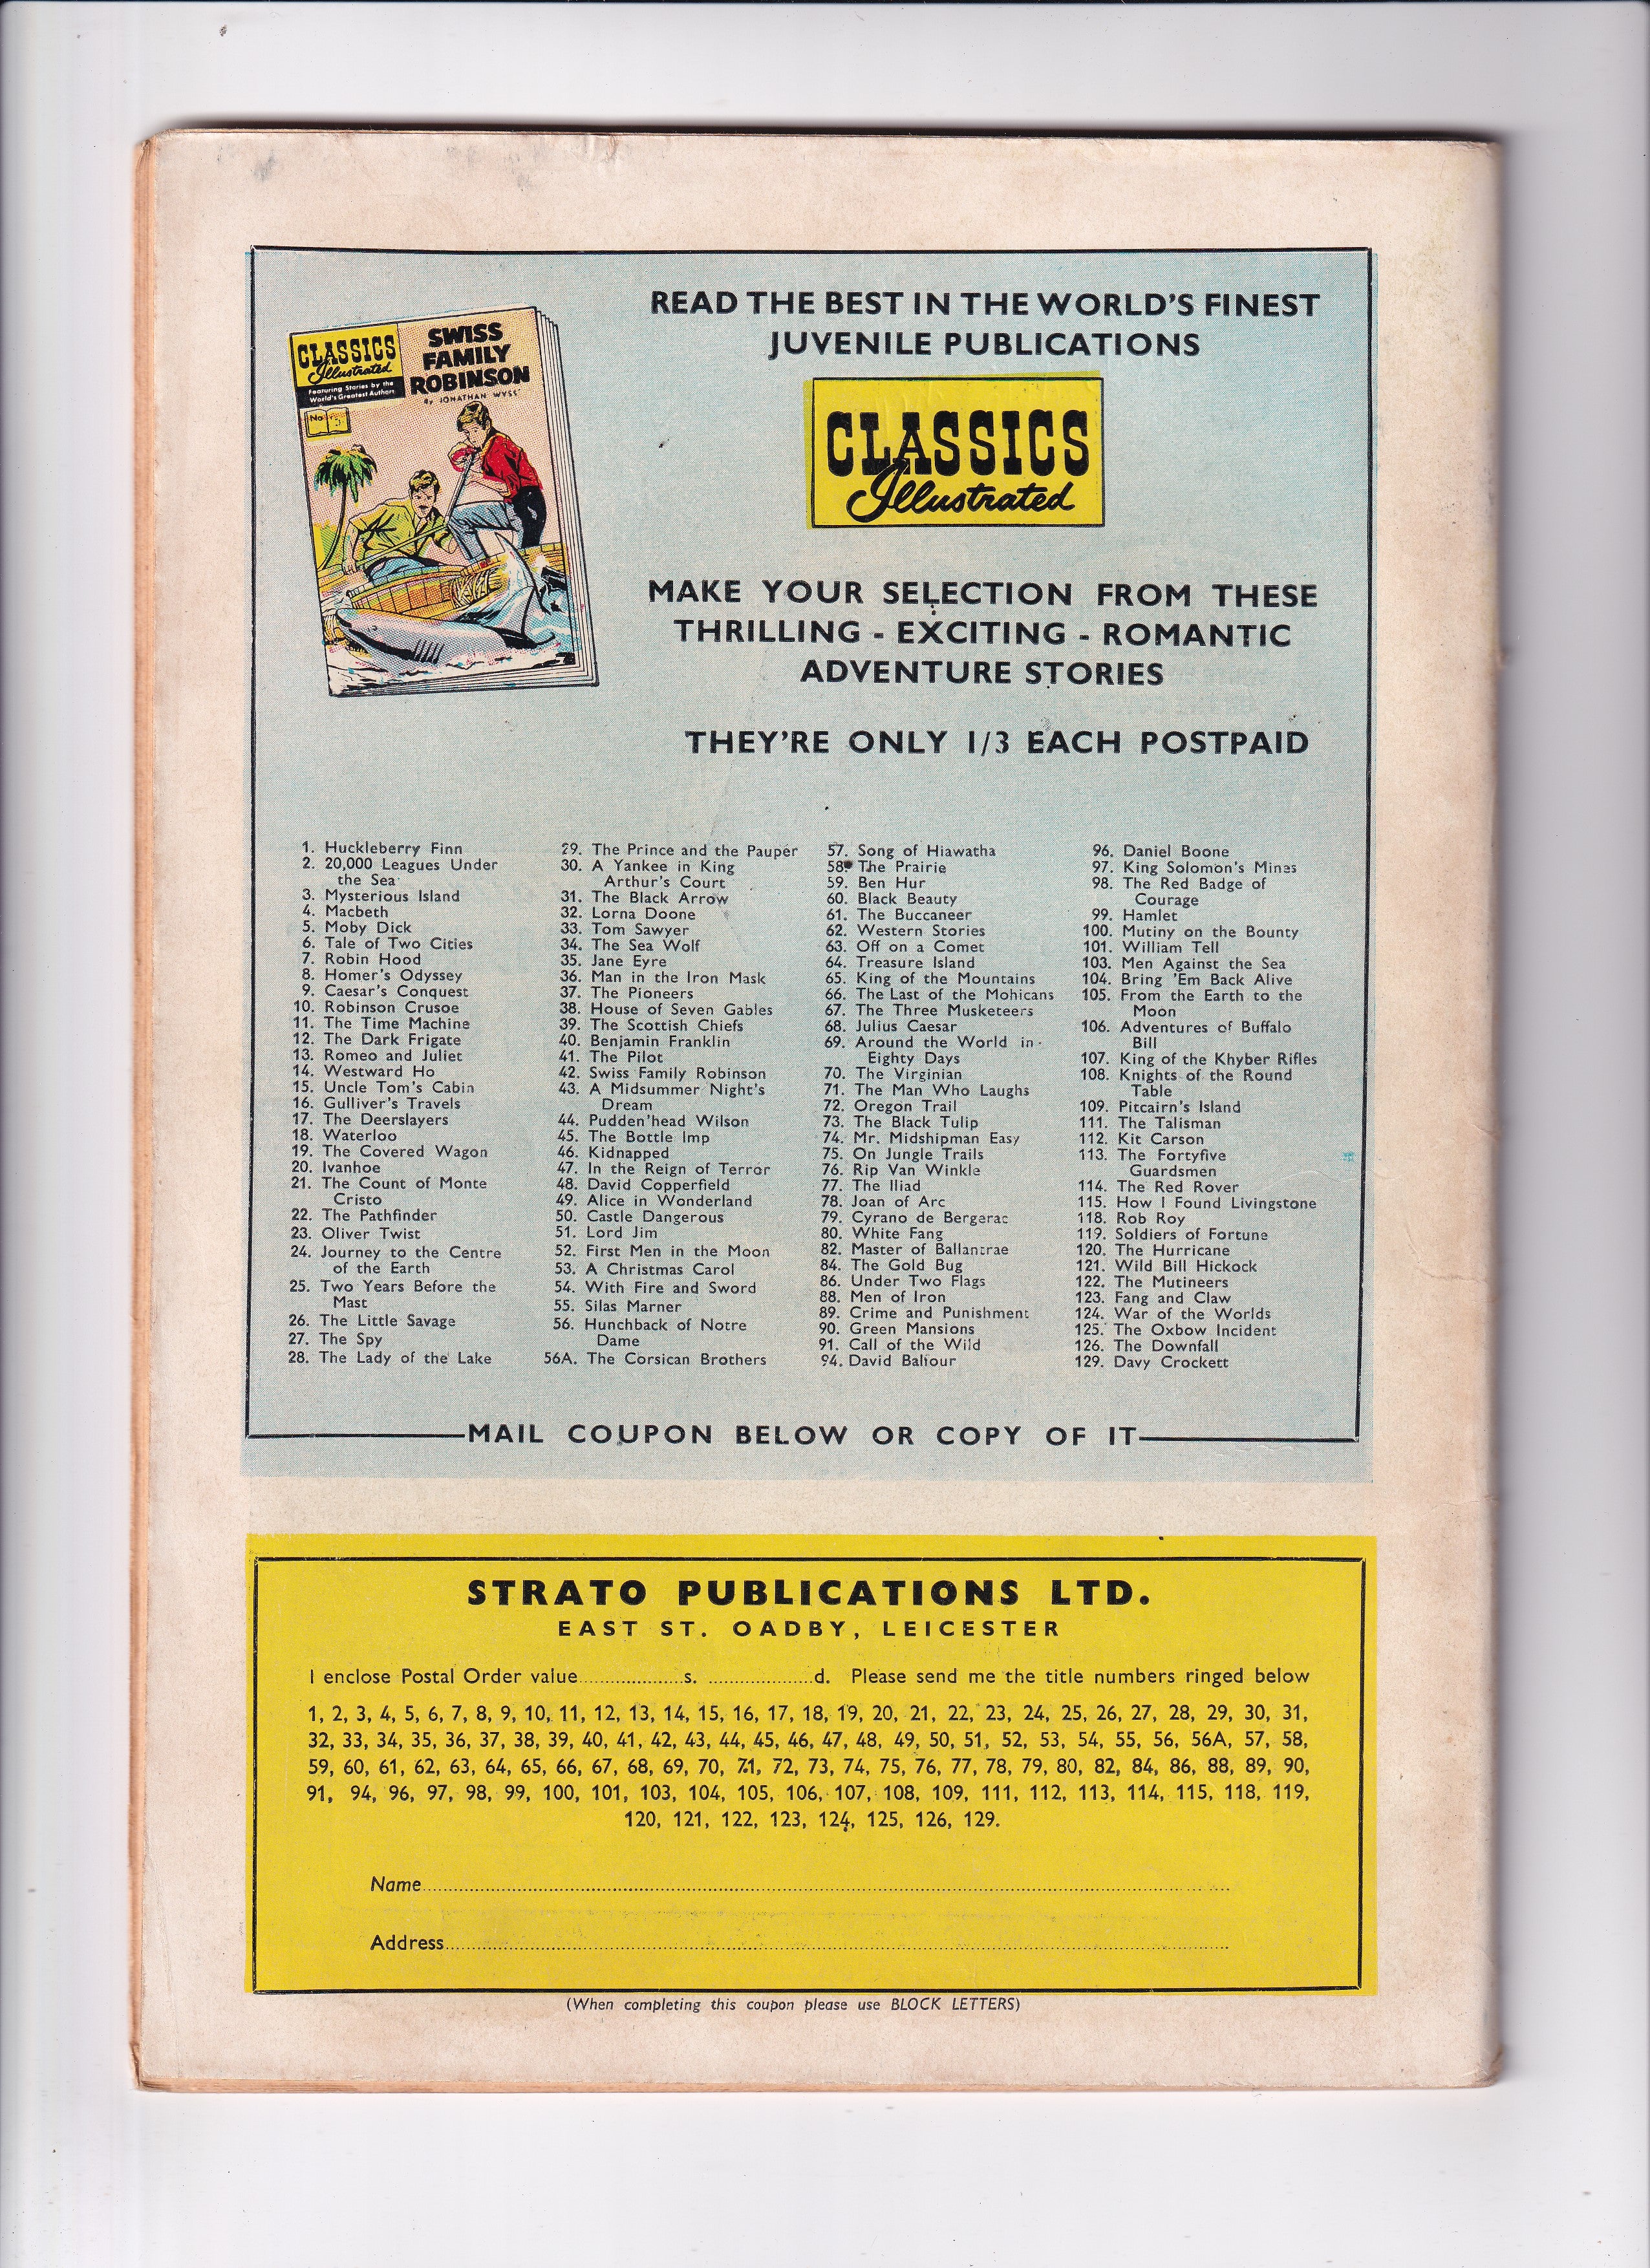 READ THE BEST IN THE WORLD'S FINEST
JUVENILE PUBLICATIONS
CLASSICS
Illustrated
Featuring Stories by the
World's Greatest Authors
No
SWISS
FAMILY
ROBINSON
By JONATHAN WYSS
CLASSICS
Illustrated
MAKE YOUR SELECTION FROM THESE
THRILLING - EXCITING - ROMANTIC
ADVENTURE STORIES
THEY'RE ONLY 1/3 EACH POSTPAID
1. Huckleberry Finn
2. 20,000 Leagues Under
the Sea
3. Mysterious Island
4. Macbeth
5. Moby Dick
6. Tale of Two Cities
7. Robin Hood
8. Homer's Odyssey
9. Caesar's Conquest
10. Robinson Crusoe
11. The Time Machine
12. The Dark Frigate
13. Romeo and Juliet
14. Westward Ho
15. Uncle Tom's Cabin
16. Gulliver's Travels
17. The Deerslayers
18. Waterloo
19. The Covered Wagon
20. Ivanhoe
21. The Count of Monte
Cristo
22. The Pathfinder
23. Oliver Twist
24. Journey to the Centre
of the Earth
25. Two Years Before the
Mast
26. The Little Savage
27. The Spy
28. The Lady of the Lake
29. The Prince and the Pauper
30. A Yankee in King
Arthur's Court
31. The Black Arrow
32. Lorna Doone
33. Tom Sawyer
34. The Sea Wolf
35. Jane Eyre
36. Man in the Iron Mask
37. The Pioneers
38. House of Seven Gables
39. The Scottish Chiefs
40. Benjamin Franklin
41. The Pilot
42. Swiss Family Robinson
43. A Midsummer Night's
Dream
44. Pudden'head Wilson
45. The Bottle Imp
46. Kidnapped
47. In the Reign of Terror
48. David Copperfield
49. Alice in Wonderland
50. Castle Dangerous
51. Lord Jim
52. First Men in the Moon
53. A Christmas Carol
54. With Fire and Sword
55. Silas Marner
56. Hunchback of Notre
Dame
56A. The Corsican Brothers
57. Song of Hiawatha
58. The Prairie
59. Ben Hur
60. Black Beauty
61. The Buccaneer
62. Western Stories
63. Off on a Comet
64. Treasure Island
65. King of the Mountains
66. The Last of the Mohicans
67. The Three Musketeers
68. Julius Caesar
69. Around the World in
Eighty Days
70. The Virginian
71. The Man Who Laughs
72. Oregon Trail
73. The Black Tulip
74. Mr. Midshipman Easy
75. On Jungle Trails
76. Rip Van Winkle
77. The Iliad
78. Joan of Arc
79. Cyrano de Bergerac
80. White Fang
82. Master of Ballantrae
84. The Gold Bug
86. Under Two Flags
88. Men of Iron
89. Crime and Punishment
90. Green Mansions
91. Call of the Wild
94. David Balfour
96. Daniel Boone
97. King Solomon's Mines
98. The Red Badge of
Courage
99. Hamlet
100. Mutiny on the Bounty
101. William Tell
103. Men Against the Sea
104. Bring 'Em Back Alive
105. From the Earth to the
Moon
106. Adventures of Buffalo
Bill
107. King of the Khyber Rifles
108. Knights of the Round
Table
109. Pitcairn's Island
111. The Talisman
112. Kit Carson
113. The Fortyfive
Guardsmen
114. The Red Rover
115. How I Found Livingstone
118. Rob Roy
119. Soldiers of Fortune
120. The Hurricane
121. Wild Bill Hickock
122. The Mutineers
123. Fang and Claw
124. War of the Worlds
125. The Oxbow Incident
126. The Downfall
129. Davy Crockett
MAIL COUPON BELOW OR COPY OF IT
STRATO PUBLICATIONS LTD.
EAST ST. OADBY, LEICESTER
I enclose Postal Order value....................s. ....................d. Please send me the title numbers ringed below
1, 2, 3, 4, 5, 6, 7, 8, 9, 10, 11, 12, 13, 14, 15, 16, 17, 18, 19, 20, 21, 22, 23, 24, 25, 26, 27, 28, 29, 30, 31,
32, 33, 34, 35, 36, 37, 38, 39, 40, 41, 42, 43, 44, 45, 46, 47, 48, 49, 50, 51, 52, 53, 54, 55, 56, 56A, 57, 58,
59, 60, 61, 62, 63, 64, 65, 66, 67, 68, 69, 70, 71, 72, 73, 74, 75, 76, 77, 78, 79, 80, 82, 84, 86, 88, 89, 90,
91, 94, 96, 97, 98, 99, 100, 101, 103, 104, 105, 106, 107, 108, 109, 111, 112, 113, 114, 115, 118, 119,
120, 121, 122, 123, 124, 125, 126, 129.
Name....................
Address....................
(When completing this coupon please use BLOCK LETTERS)